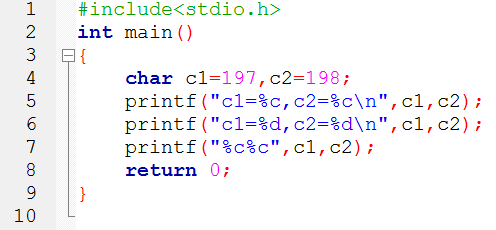 1 #include<stdio.h>
2 int main()
3 {
4 char c1=197,c2=198;
5 printf("c1=%c,c2=%c\n",c1,c2);
6 printf("c1=%d,c2=%d\n",c1,c2);
7 printf("%c%c",c1,c2);
8 return 0;
9 }
10